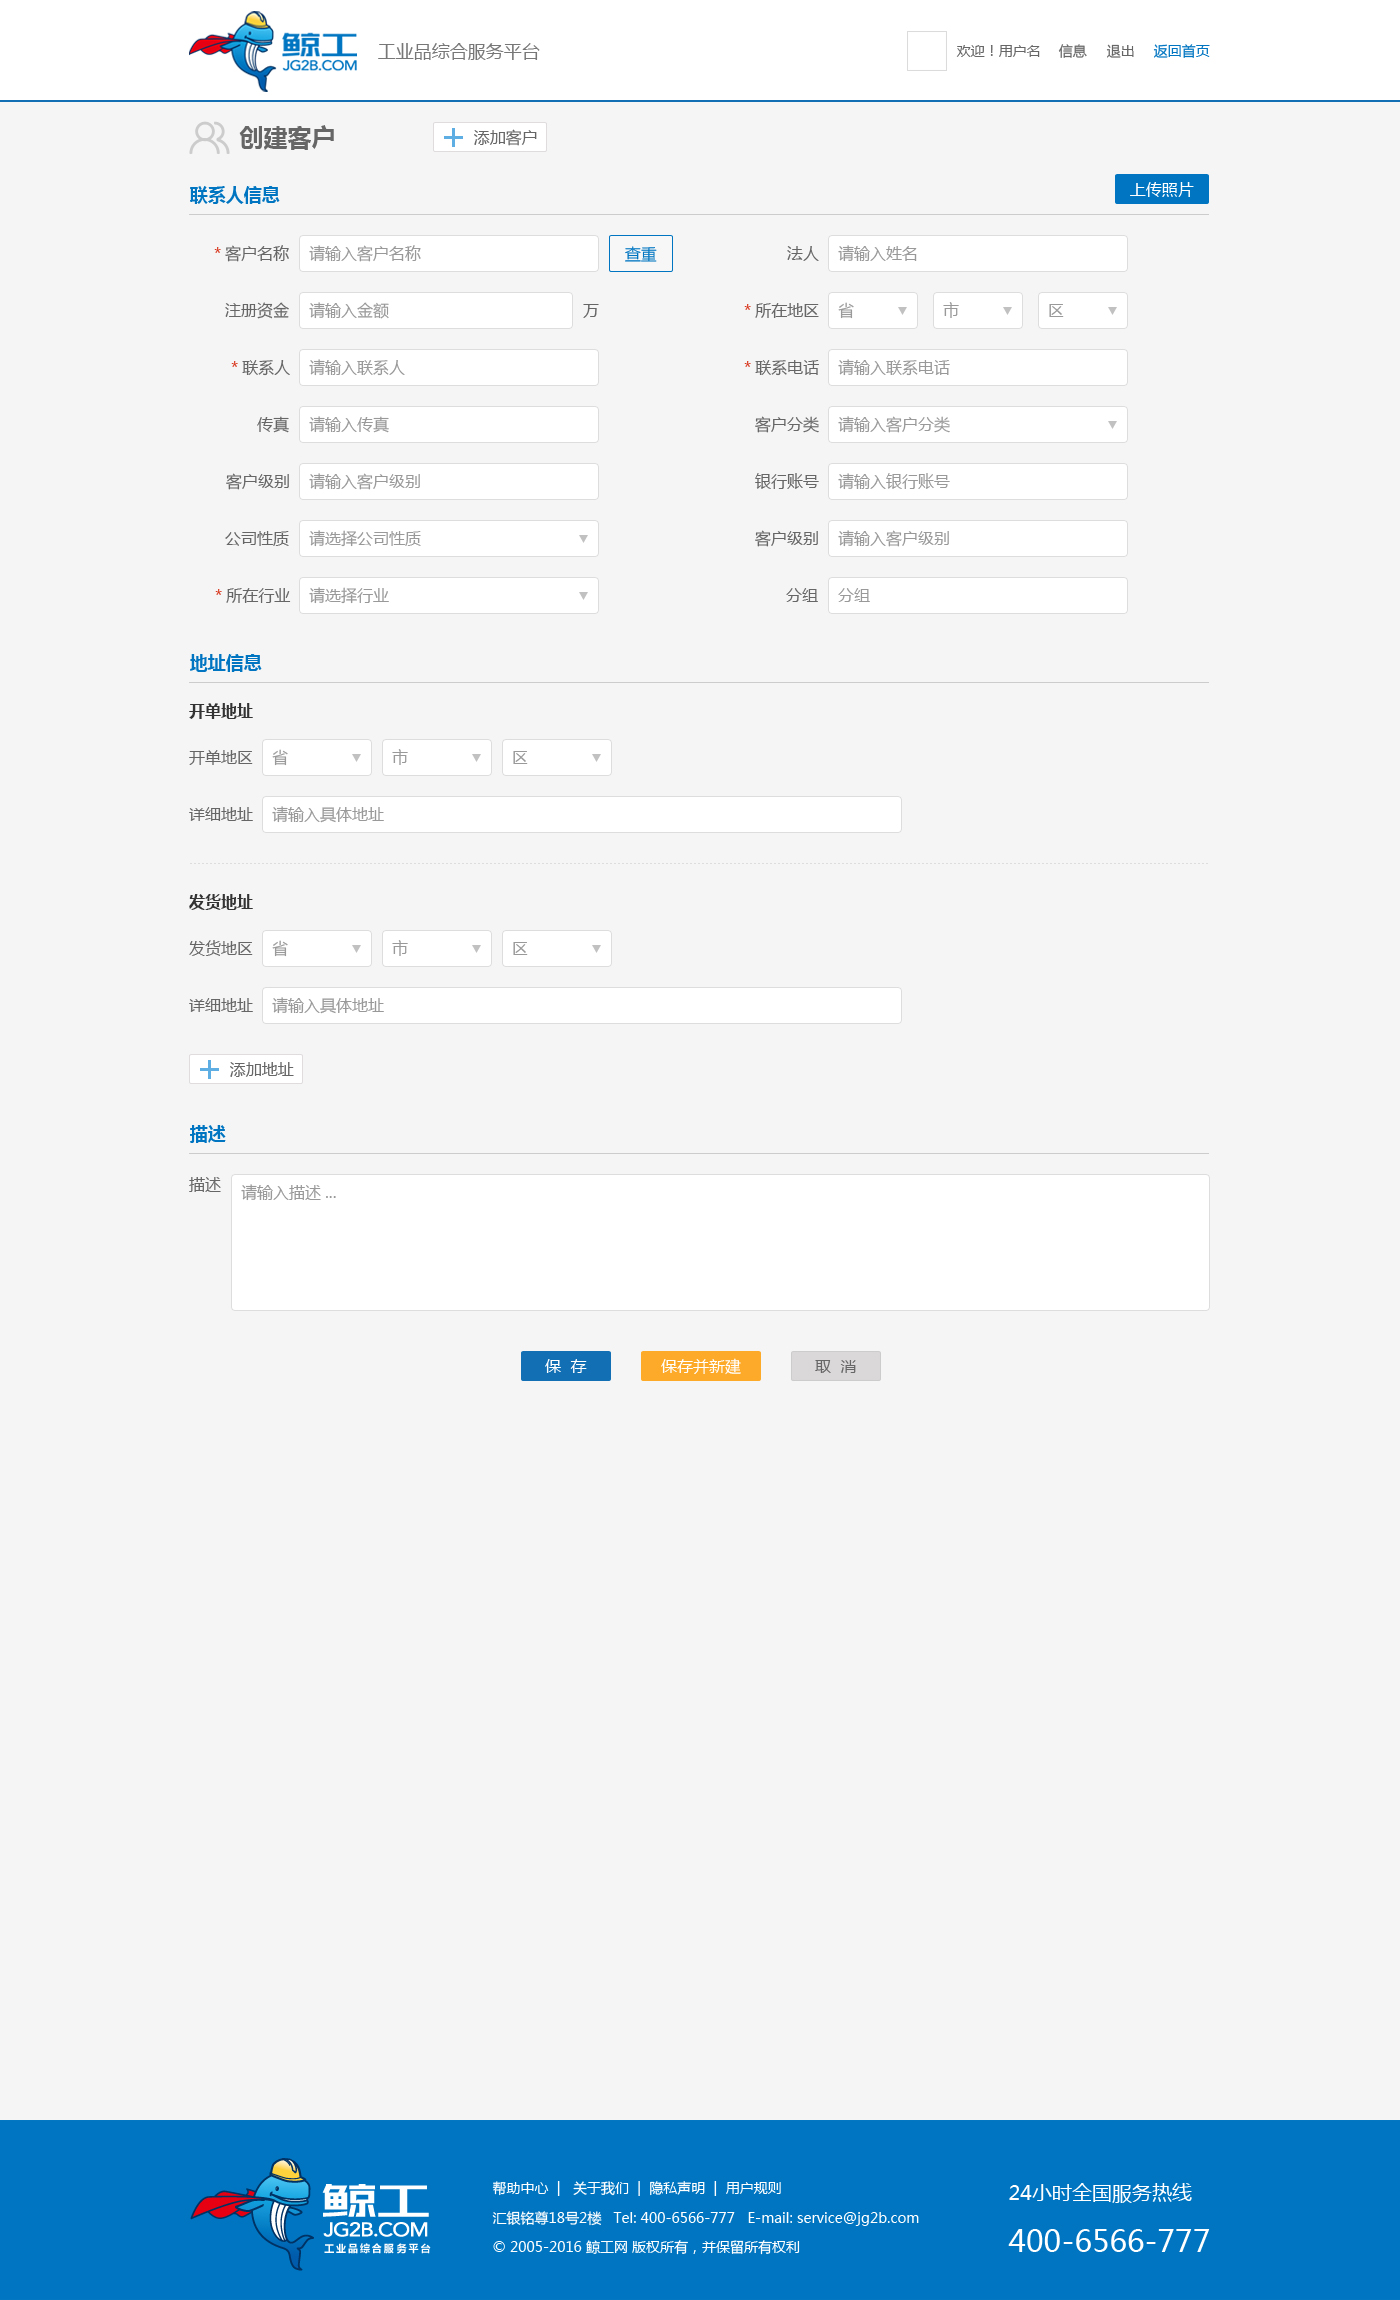 鲸工
JG2B.COM
工业品综合服务平台
欢迎！用户名 信息 退出 返回首页
创建客户
添加客户
联系人信息
上传照片
* 客户名称 请输入客户名称 查重 法人 请输入姓名
注册资金 请输入金额 万 * 所在地区 省 市 区
* 联系人 请输入联系人 * 联系电话 请输入联系电话
传真 请输入传真 客户分类 请输入客户分类
客户级别 请输入客户级别 银行账号 请输入银行账号
公司性质 请选择公司性质 客户级别 请输入客户级别
* 所在行业 请选择行业 分组 分组
地址信息
开单地址
开单地区 省 市 区
详细地址 请输入具体地址
发货地址
发货地区 省 市 区
详细地址 请输入具体地址
添加地址
描述
描述 请输入描述 ...
保 存 保存并新建 取 消
鲸工
JG2B.COM
工业品综合服务平台
帮助中心 | 关于我们 | 隐私声明 | 用户规则
汇银铭尊18号2楼 Tel: 400-6566-777 E-mail: service@jg2b.com
© 2005-2016 鲸工网 版权所有，并保留所有权利
24小时全国服务热线
400-6566-777